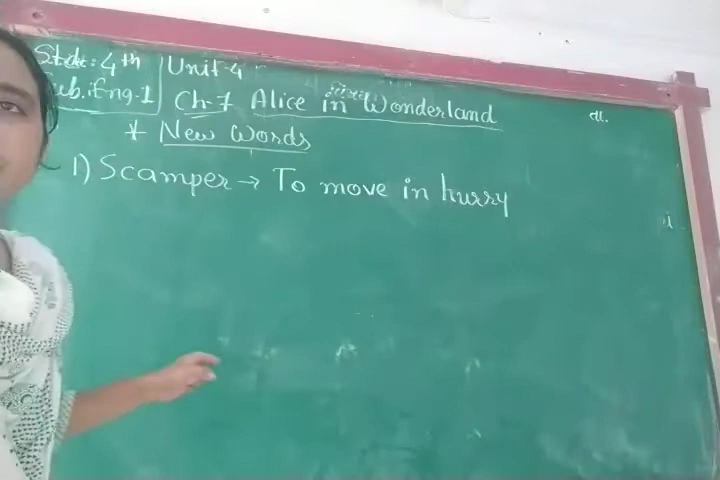 Std: 4th
Sub. Eng.1
Unit-4
Ch-7 Alice in Wonderland
* New Words
1) Scamper → To move in hurry
dt.